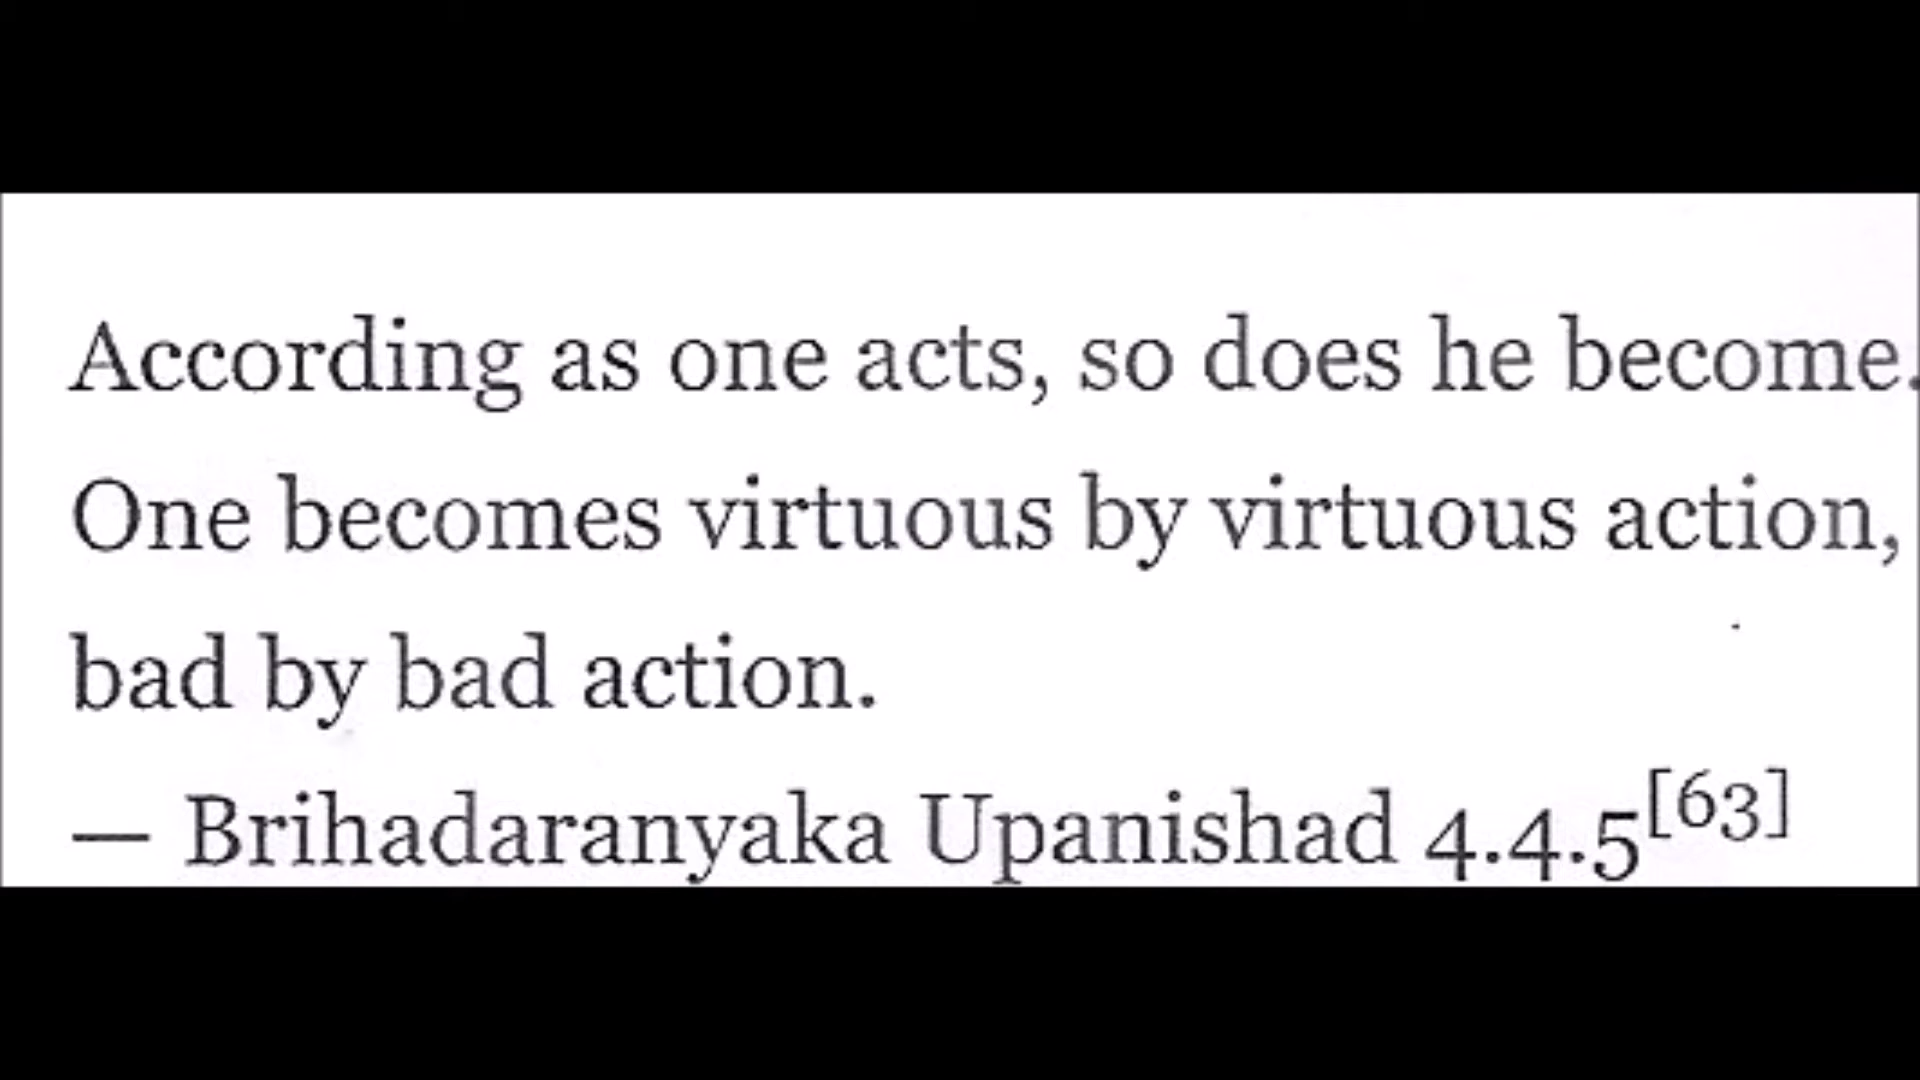 According as one acts, so does he become.
One becomes virtuous by virtuous action,
bad by bad action.
— Brihadaranyaka Upanishad 4.4.5[63]